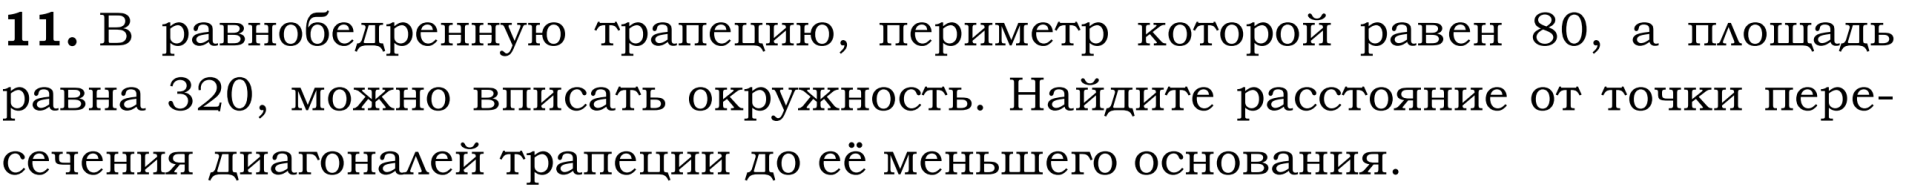 11. В равнобедренную трапецию, периметр которой равен 80, а площадь
равна 320, можно вписать окружность. Найдите расстояние от точки пере-
сечения диагоналей трапеции до её меньшего основания.